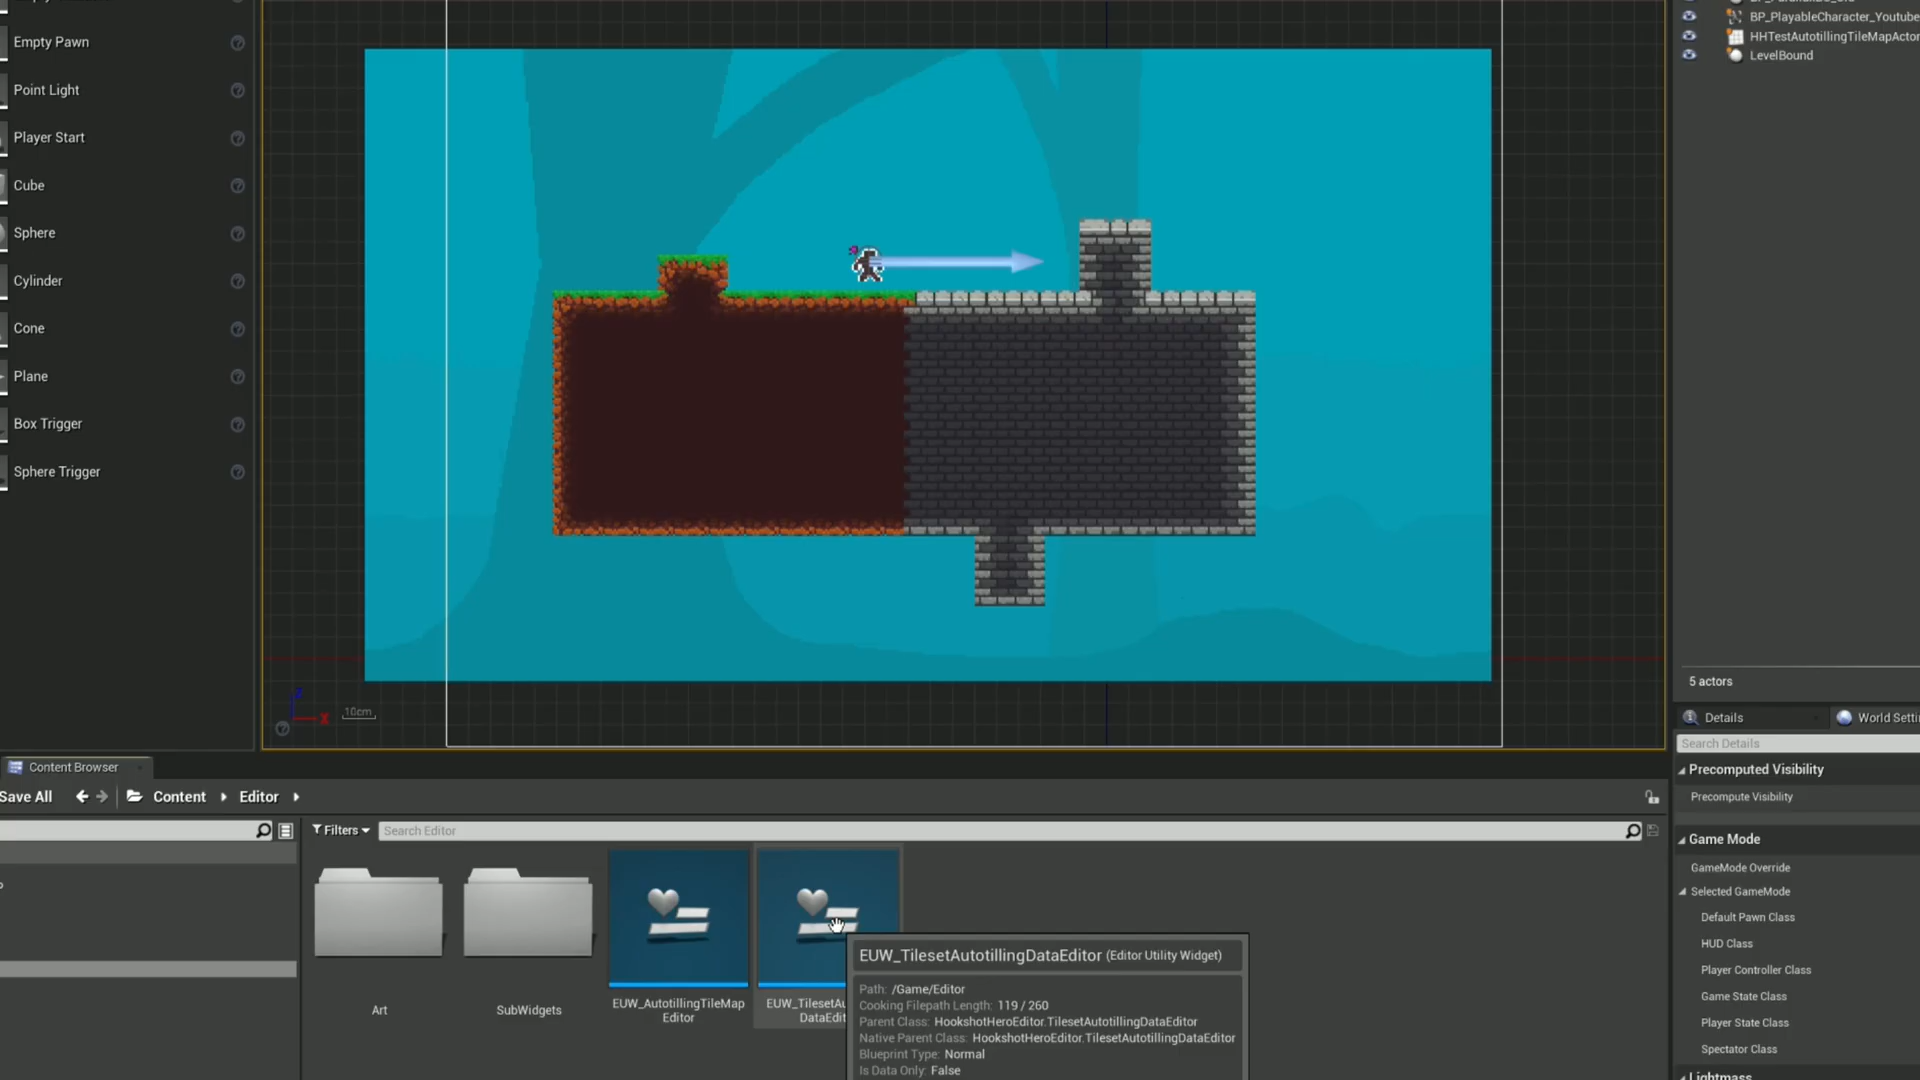 Empty Pawn
Point Light
Player Start
Cube
Sphere
Cylinder
Cone
Plane
Box Trigger
Sphere Trigger
BP_PlayableCharacter_Youtube
HHTestAutotillingTileMapActor
LevelBound
5 actors
Z
X
10cm
Details
World Setti
Search Details
Precomputed Visibility
Precompute Visibility
Game Mode
GameMode Override
Selected GameMode
Default Pawn Class
HUD Class
Player Controller Class
Game State Class
Player State Class
Spectator Class
Lightmass
Content Browser
Save All
Content
Editor
Filters
Search Editor
Art
SubWidgets
EUW_AutotillingTileMap
Editor
EUW_TilesetAu
DataEdit
EUW_TilesetAutotillingDataEditor (Editor Utility Widget)
Path: /Game/Editor
Cooking Filepath Length: 119 / 260
Parent Class: HookshotHeroEditor.TilesetAutotillingDataEditor
Native Parent Class: HookshotHeroEditor.TilesetAutotillingDataEditor
Blueprint Type: Normal
Is Data Only: False